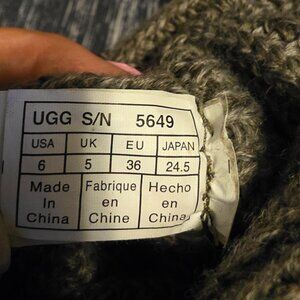 UGG S/N 5649
USA UK EU JAPAN
6 5 36 24.5
Made Fabrique Hecho
in en en
China Chine China